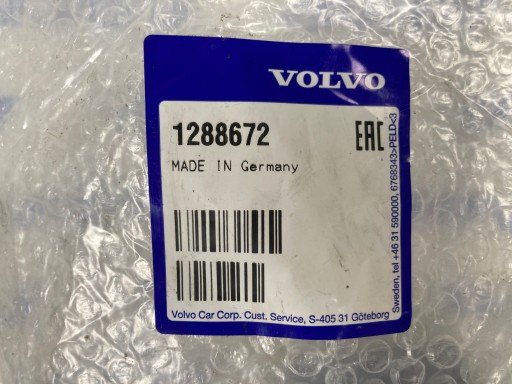 VOLVO
1288672
EAC
MADE IN Germany
Volvo Car Corp. Cust. Service, S-405 31 Göteborg
Sweden, tel +46 31 590000, 6768343>PELD<3